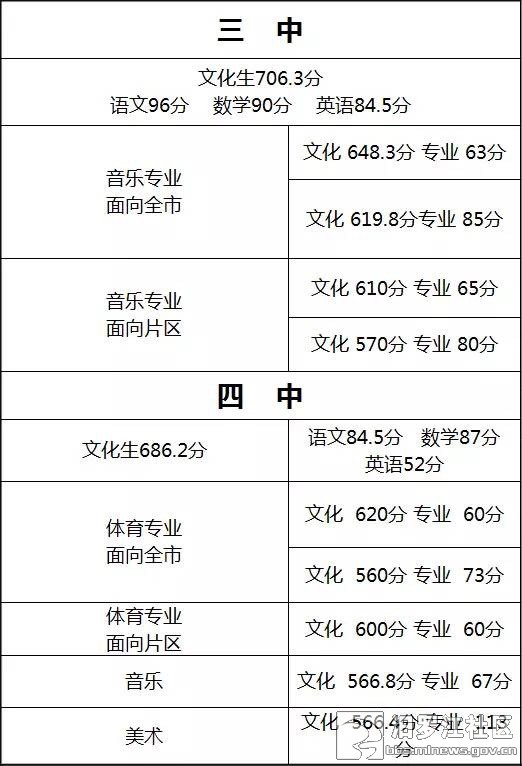 三 中
文化生706.3分
语文96分 数学90分 英语84.5分
音乐专业
面向全市
文化 648.3分 专业 63分
文化 619.8分专业 85分
音乐专业
面向片区
文化 610分 专业 65分
文化 570分 专业 80分
四 中
文化生686.2分
语文84.5分 数学87分
英语52分
体育专业
面向全市
文化 620分 专业 60分
文化 560分 专业 73分
体育专业
面向片区
文化 600分 专业 60分
音乐
文化 566.8分 专业 67分
美术
文化 566.4分 专业 113
分
汨罗江社区
bbs.mlnews.gov.cn